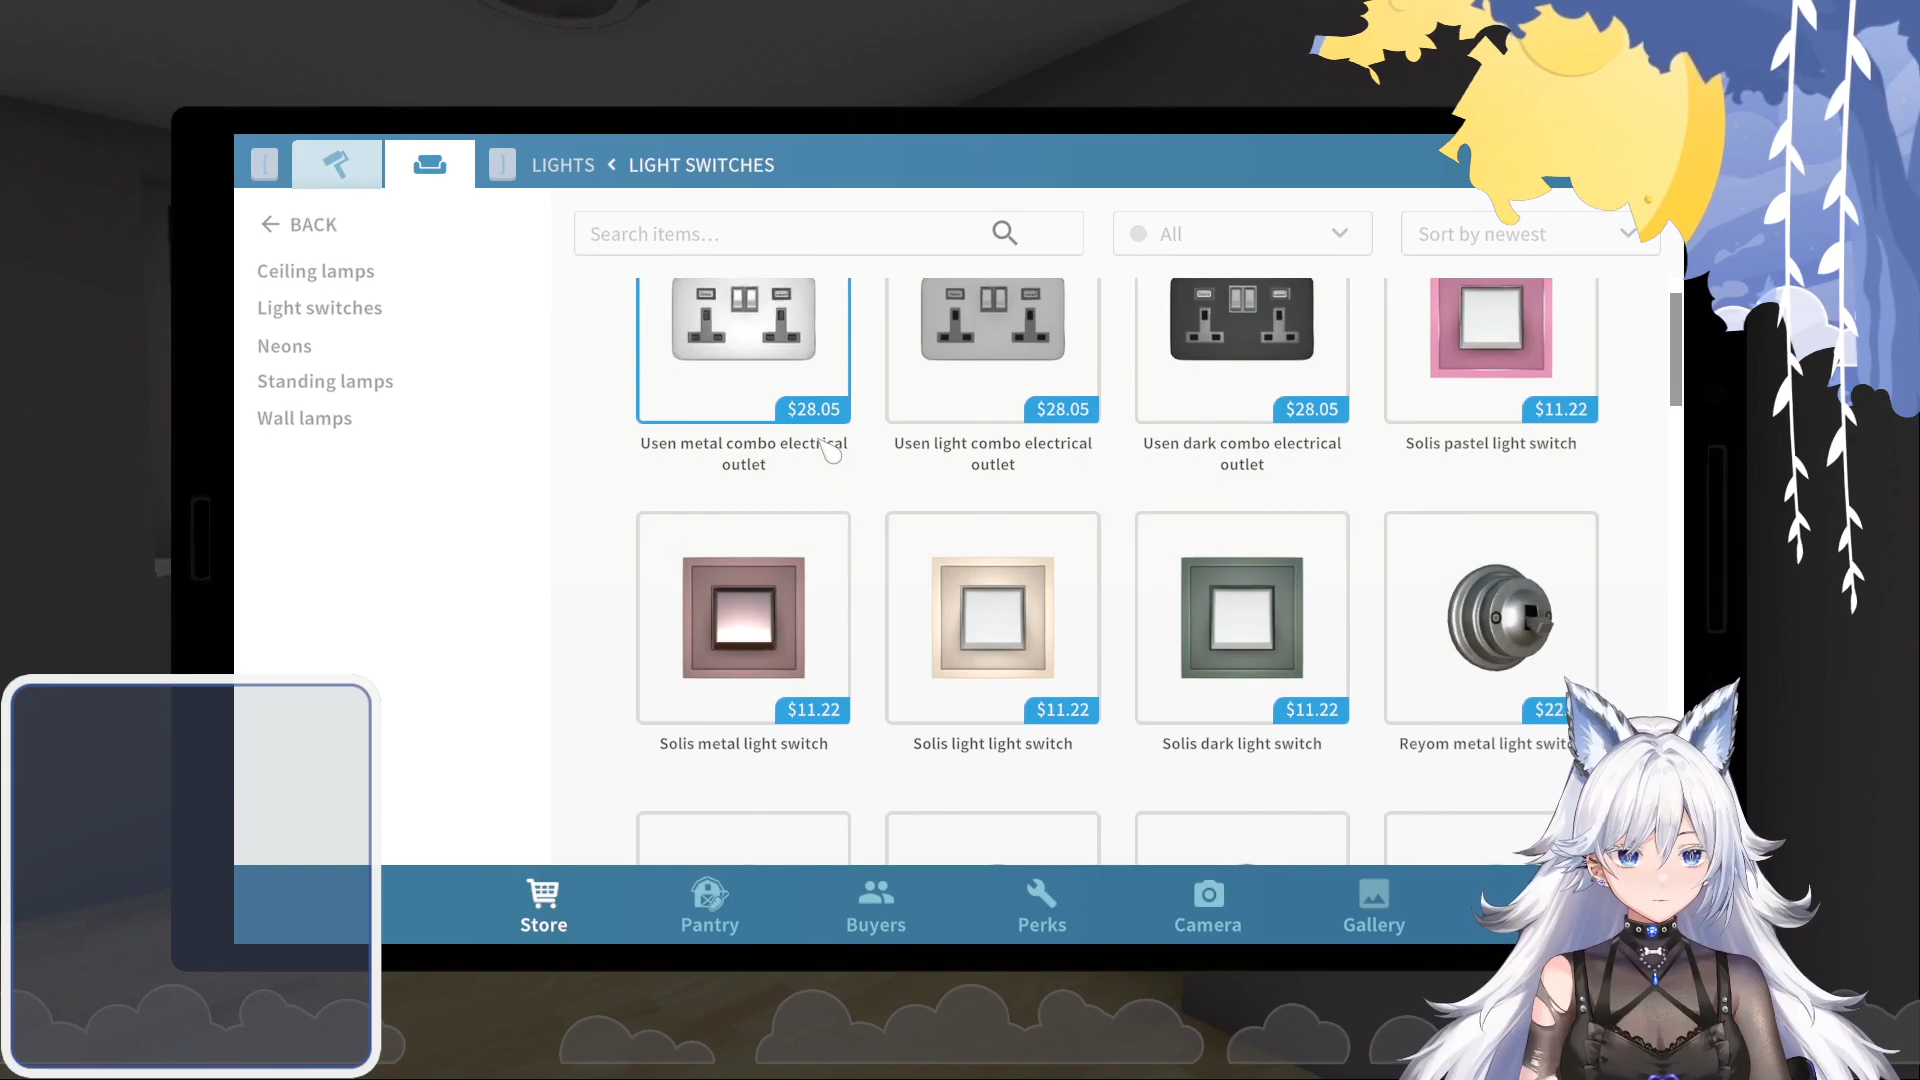 [
]
LIGHTS < LIGHT SWITCHES
BACK
Search items...
All
Sort by newest
Ceiling lamps
Light switches
Neons
Standing lamps
Wall lamps
$28.05
$28.05
$28.05
$11.22
Usen metal combo electrical
outlet
Usen light combo electrical
outlet
Usen dark combo electrical
outlet
Solis pastel light switch
$11.22
$11.22
$11.22
$22.
Solis metal light switch
Solis light light switch
Solis dark light switch
Reyom metal light switc
Store
Pantry
Buyers
Perks
Camera
Gallery